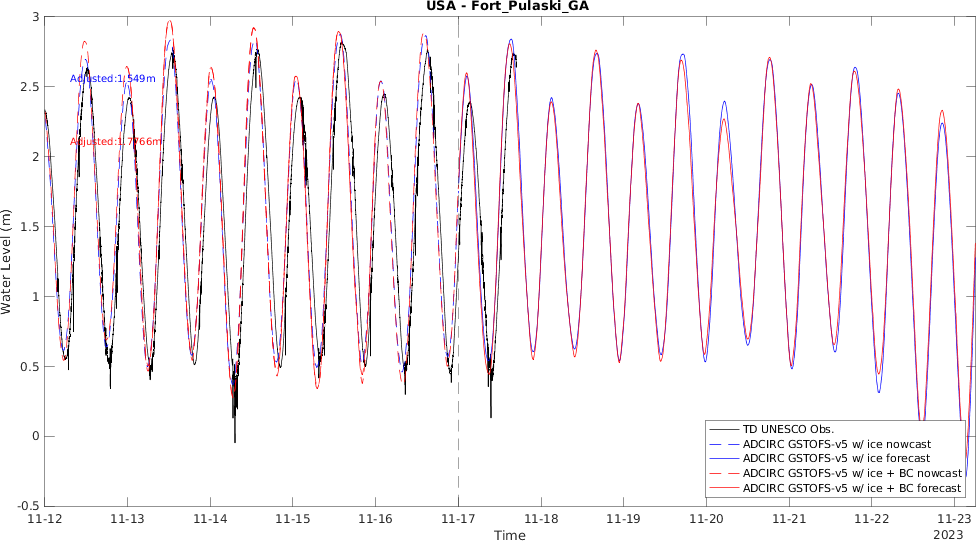 USA - Fort_Pulaski_GA
Water Level (m)
3
2.5
2
1.5
1
0.5
0
-0.5
Adjusted:1.549m
Adjusted:1.7766m
TD UNESCO Obs.
ADCIRC GSTOFS-v5 w/ ice nowcast
ADCIRC GSTOFS-v5 w/ ice forecast
ADCIRC GSTOFS-v5 w/ ice + BC nowcast
ADCIRC GSTOFS-v5 w/ ice + BC forecast
11-12 11-13 11-14 11-15 11-16 11-17 11-18 11-19 11-20 11-21 11-22 11-23
Time
2023